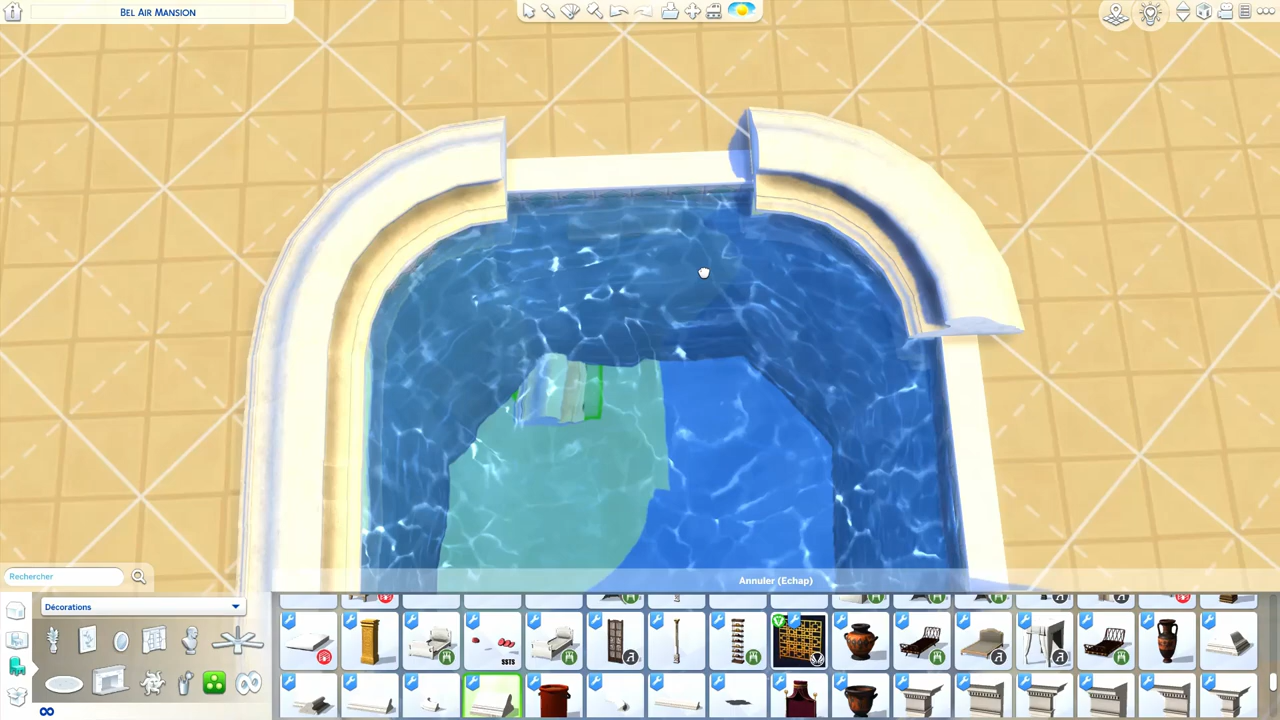 Bel Air Mansion
Annuler (Echap)
Rechercher
Décorations
SSTS